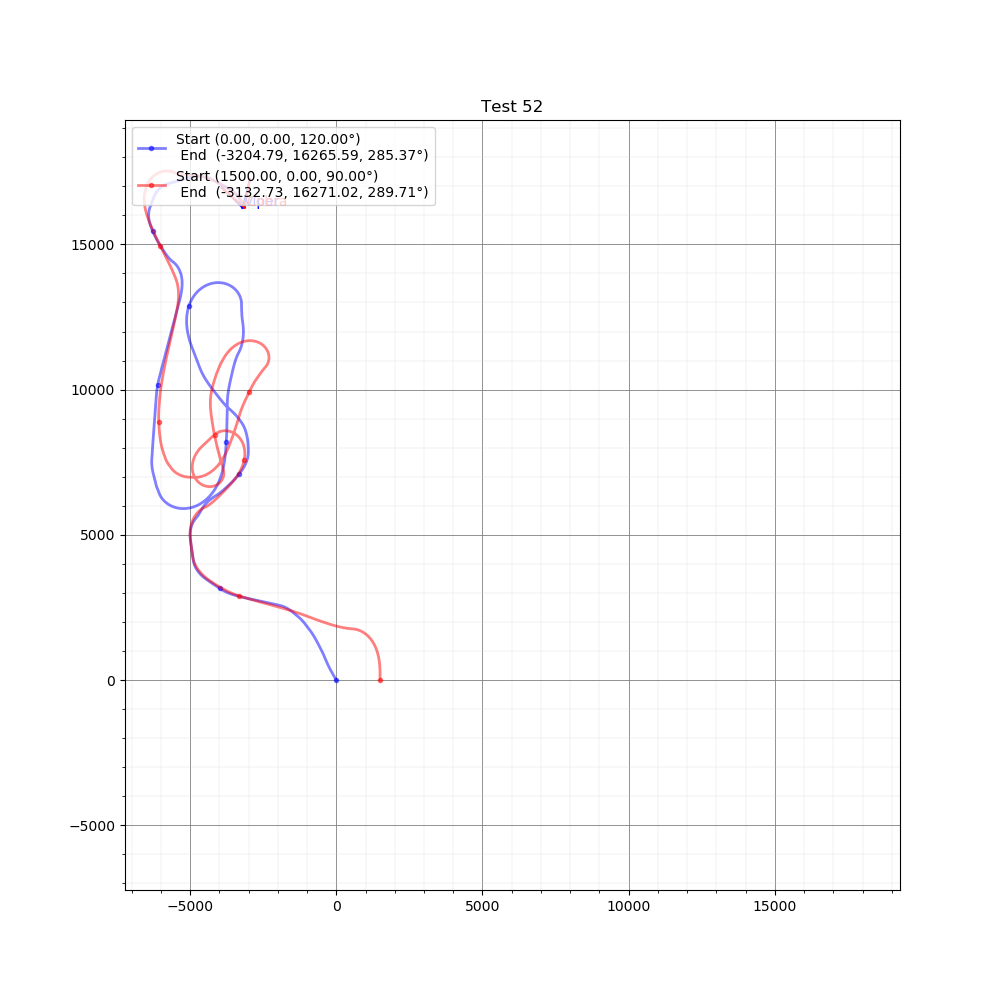 Test 52
Start (0.00, 0.00, 120.00°)
End (-3204.79, 16265.59, 285.37°)
Start (1500.00, 0.00, 90.00°)
End (-3132.73, 16271.02, 289.71°)
15000
10000
5000
0
−5000
−5000
0
5000
10000
15000